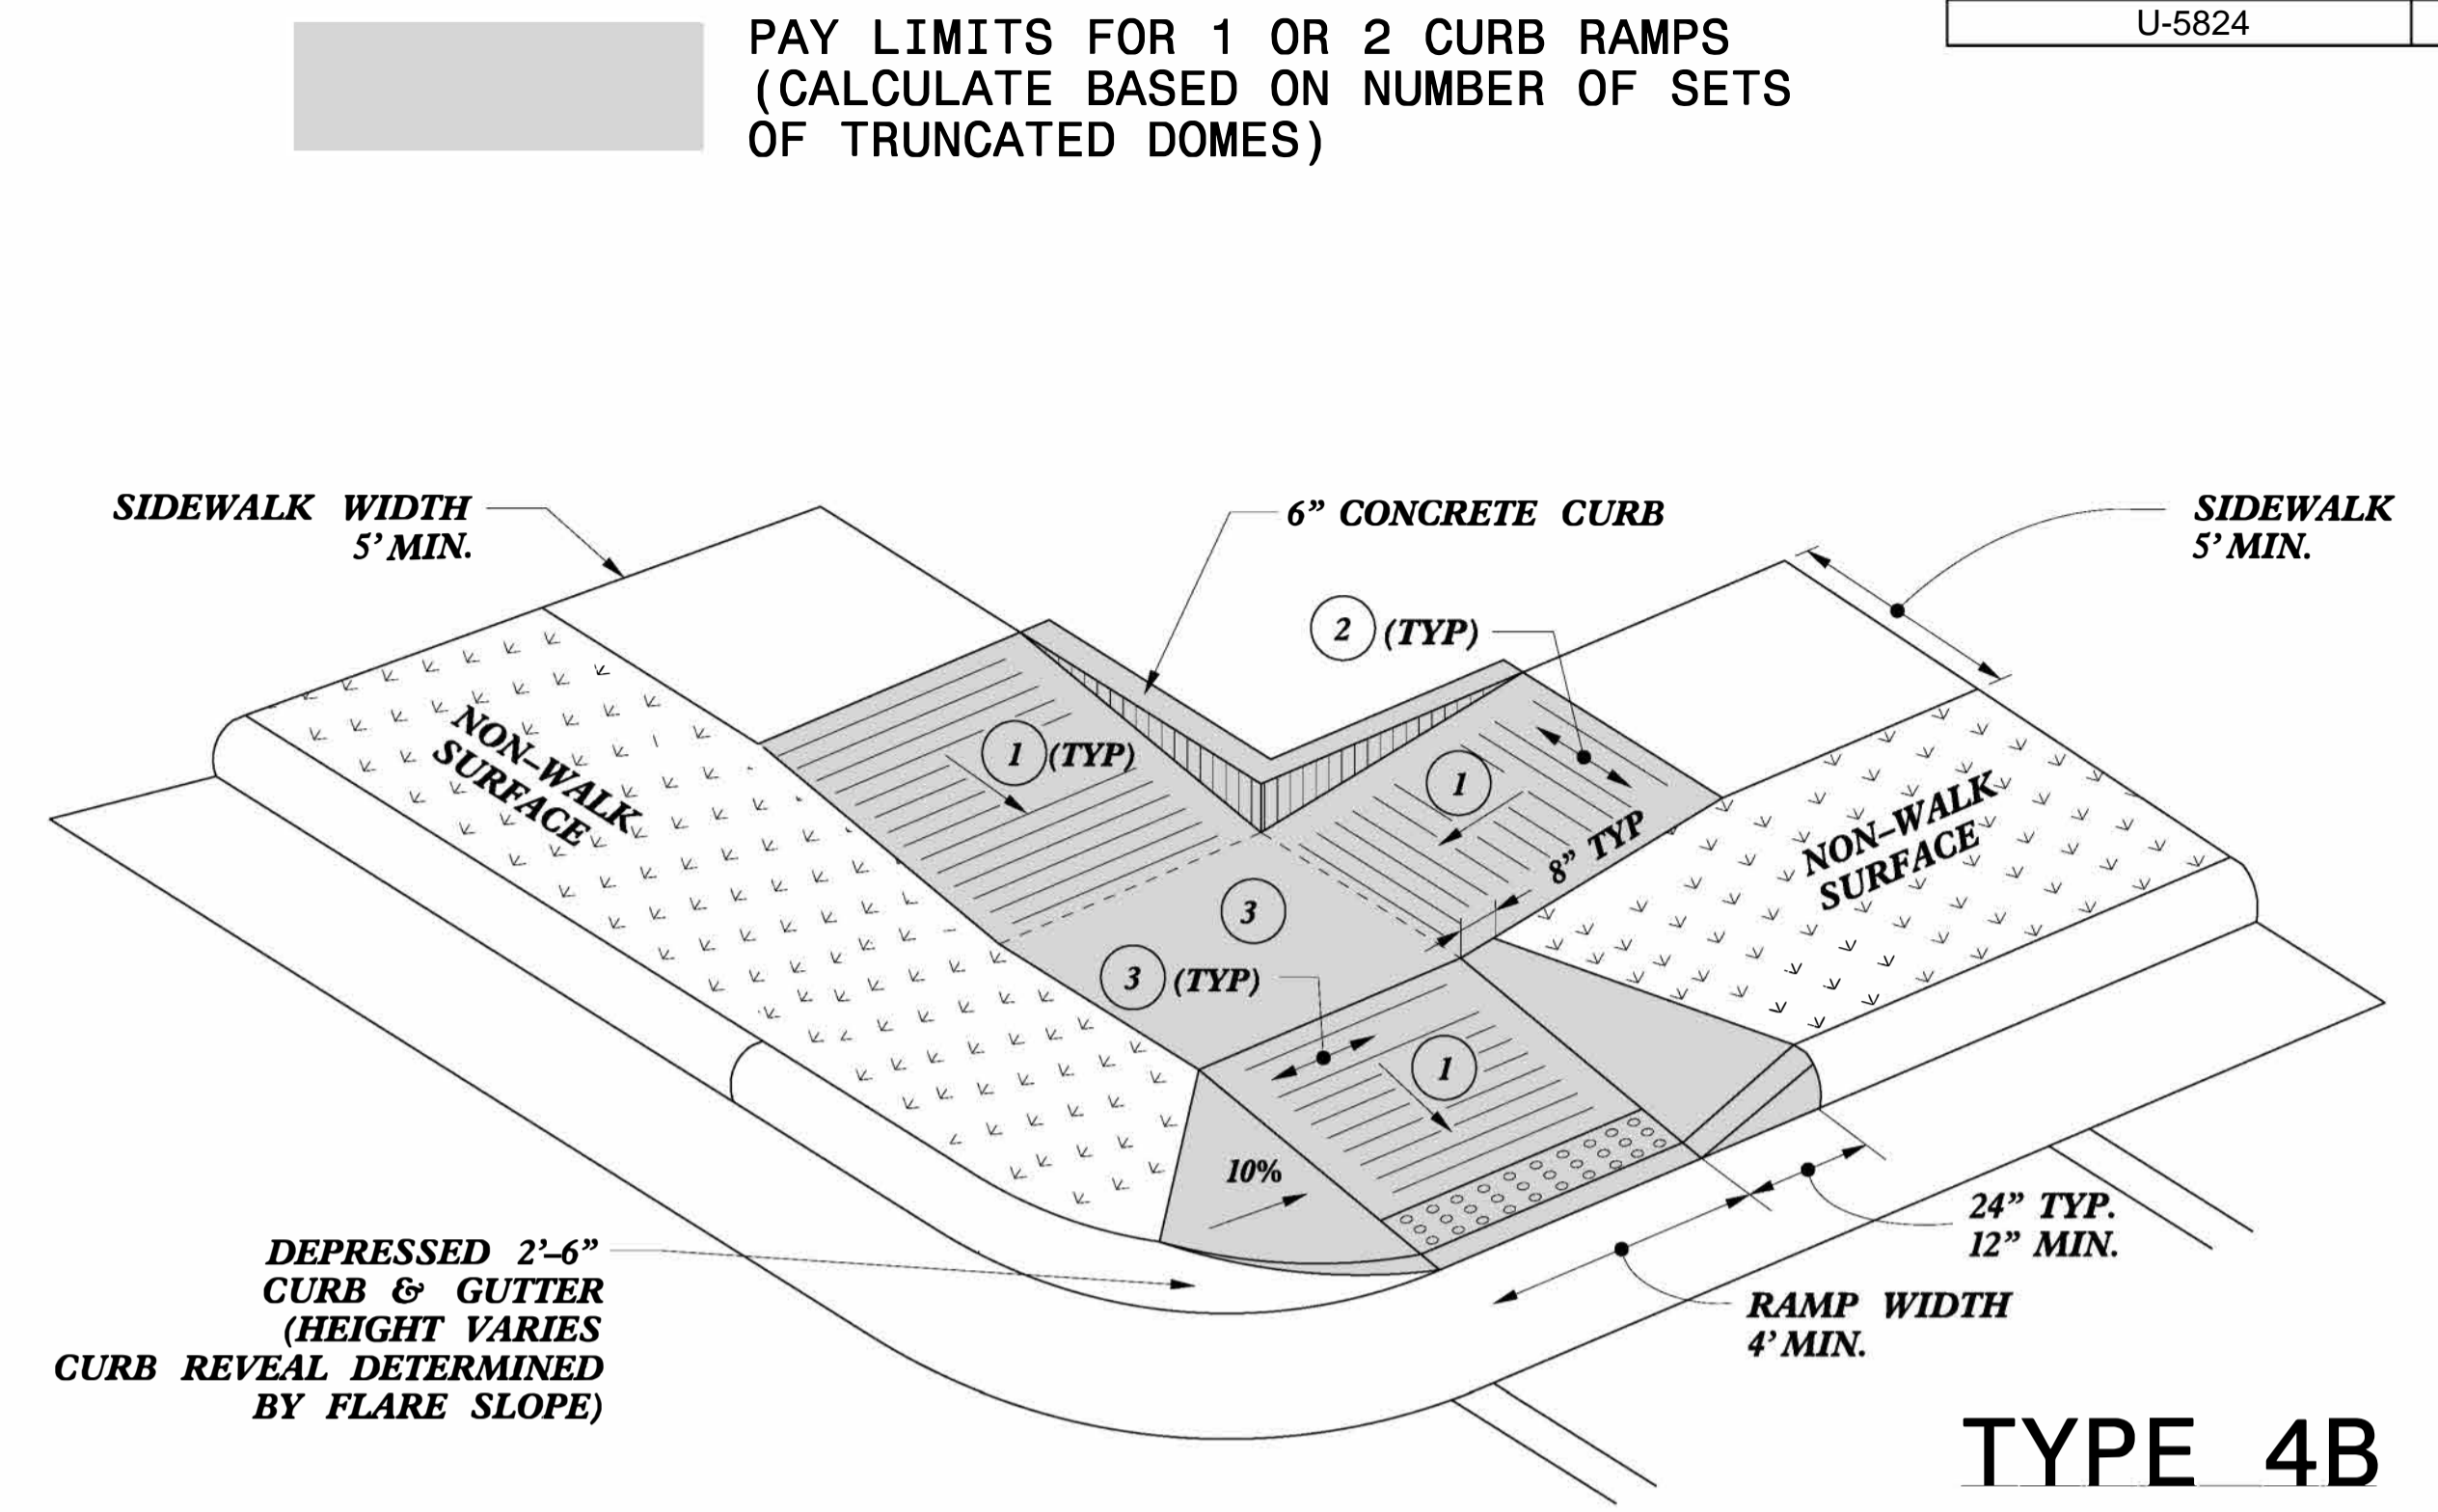 PAY LIMITS FOR 1 OR 2 CURB RAMPS
(CALCULATE BASED ON NUMBER OF SETS
OF TRUNCATED DOMES)
U-5824
SIDEWALK WIDTH
5' MIN.
6" CONCRETE CURB
SIDEWALK
5' MIN.
2 (TYP)
NON-WALK
SURFACE
1 (TYP)
1
8" TYP
NON-WALK
SURFACE
3
3 (TYP)
1
10%
24" TYP.
12" MIN.
DEPRESSED 2'-6"
CURB & GUTTER
(HEIGHT VARIES
CURB REVEAL DETERMINED
BY FLARE SLOPE)
RAMP WIDTH
4' MIN.
TYPE 4B